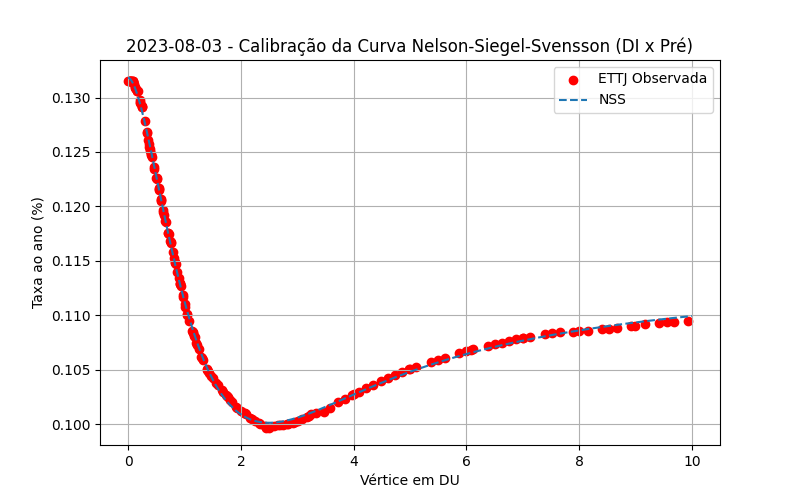 2023-08-03 - Calibração da Curva Nelson-Siegel-Svensson (DI x Pré)
ETTJ Observada
NSS
Taxa ao ano (%)
0.130
0.125
0.120
0.115
0.110
0.105
0.100
0 2 4 6 8 10
Vértice em DU